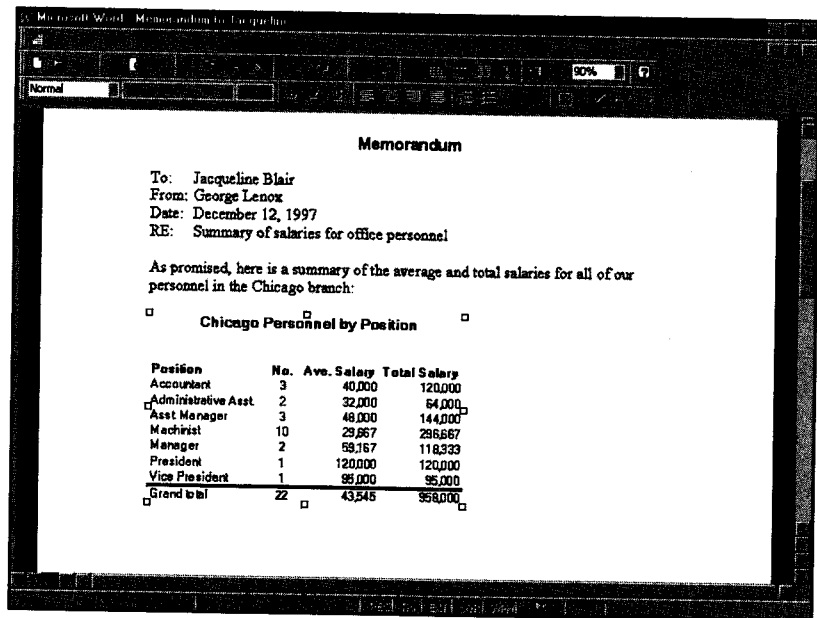 Microsoft Word - Memorandum to Jacqueline
90%
Normal
Memorandum
To: Jacqueline Blair
From: George Lenox
Date: December 12, 1997
RE: Summary of salaries for office personnel
As promised, here is a summary of the average and total salaries for all of our
personnel in the Chicago branch:
Chicago Personnel by Position
Position No. Ave. Salary Total Salary
Accountant 3 40,000 120,000
Administrative Asst. 2 32,000 64,000
Asst Manager 3 48,000 144,000
Machinist 10 29,667 296,667
Manager 2 59,167 118,333
President 1 120,000 120,000
Vice President 1 95,000 95,000
Grand total 22 43,545 958,000